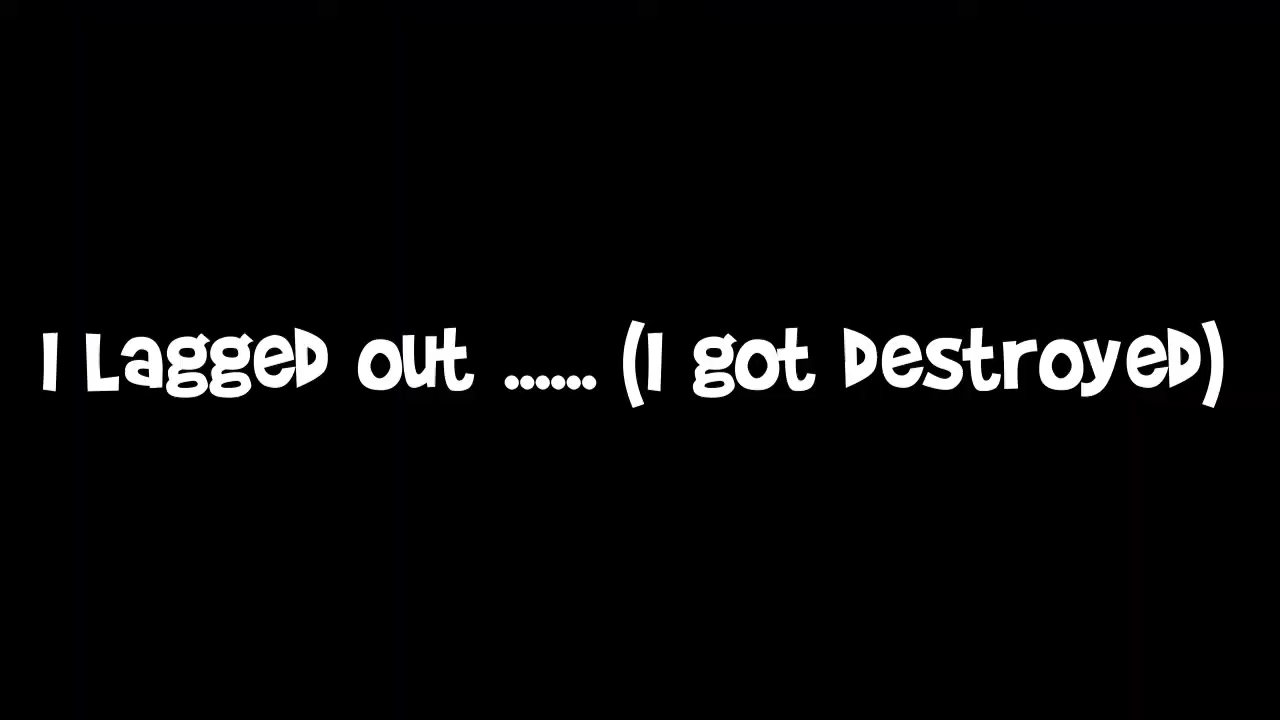 I Lagged out ...... (I got Destroyed)